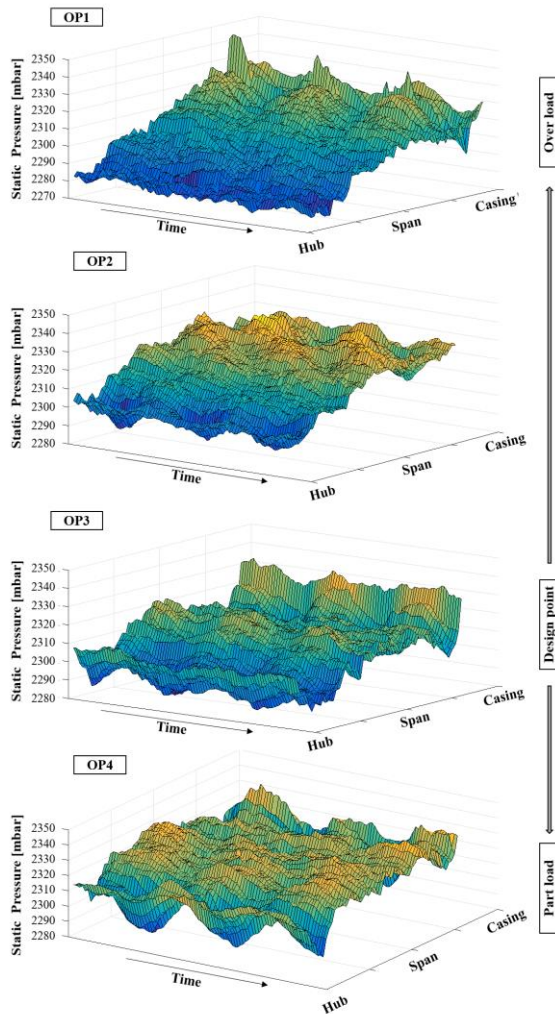 OP1
2350
2340
2330
2320
2310
2300
2290
2280
2270
Static Pressure [mbar]
Time
Hub
Span
Casing
Over load
OP2
2350
2340
2330
2320
2310
2300
2290
2280
Static Pressure [mbar]
Time
Hub
Span
Casing
OP3
2350
2340
2330
2320
2310
2300
2290
2280
Static Pressure [mbar]
Time
Hub
Span
Casing
Design point
OP4
2350
2340
2330
2320
2310
2300
2290
2280
Static Pressure [mbar]
Time
Hub
Span
Casing
Part load